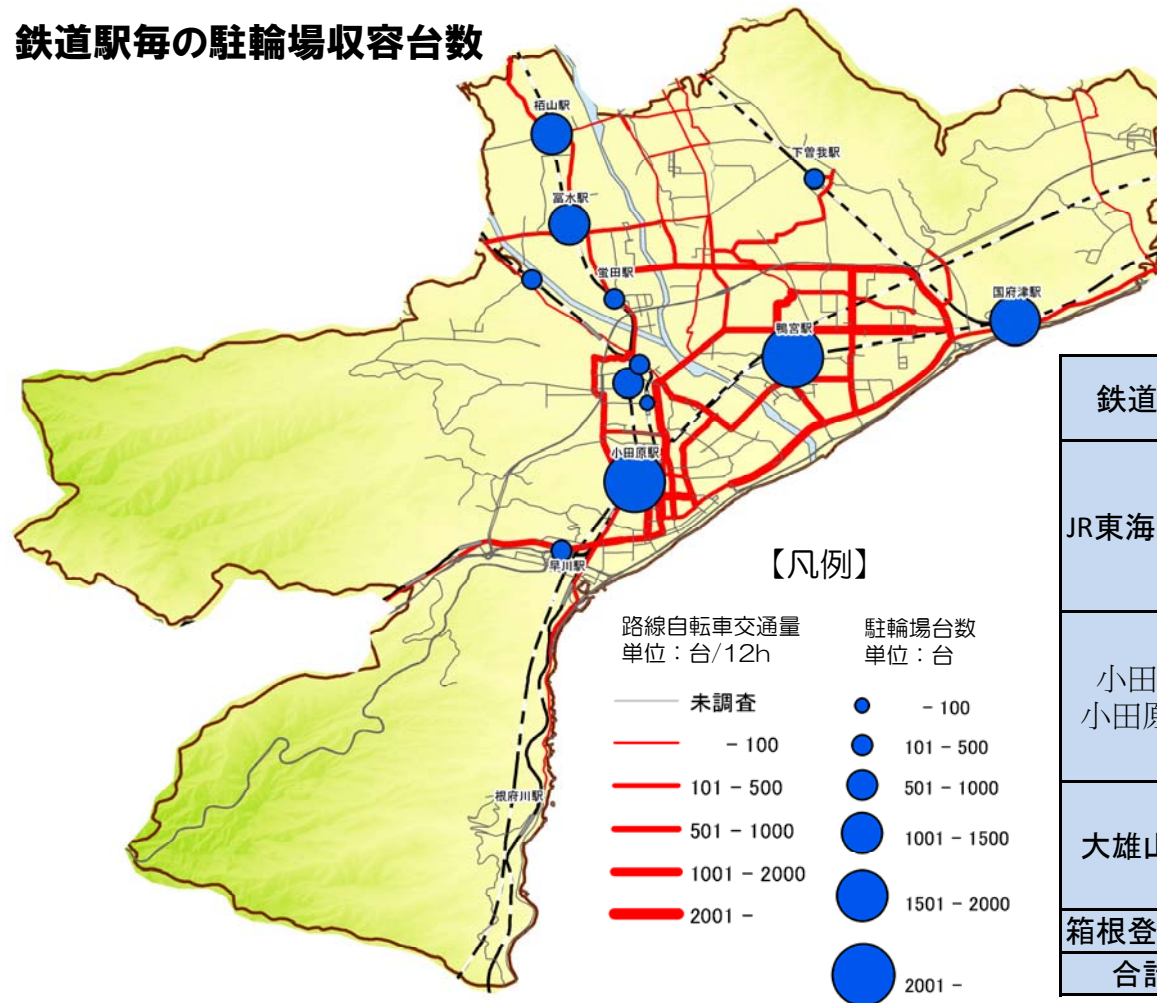 鉄道駅毎の駐輪場収容台数
栢山駅
下曽我駅
富水駅
蛍田駅
国府津駅
鴨宮駅
小田原駅
早川駅
根府川駅
【凡例】
路線自転車交通量
単位：台/12h
未調査
- 100
101 - 500
501 - 1000
1001 - 2000
2001 -
駐輪場台数
単位：台
- 100
101 - 500
501 - 1000
1001 - 1500
1501 - 2000
2001 -
鉄道
JR東海
小田
小田原
大雄山
箱根登
合計